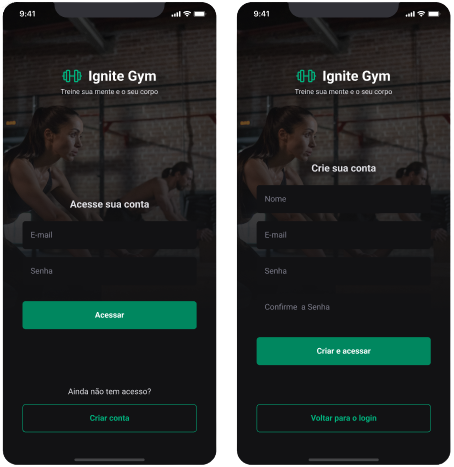 9:41
Ignite Gym
Treine sua mente e o seu corpo
Acesse sua conta
E-mail
Senha
Acessar
Ainda não tem acesso?
Criar conta
9:41
Ignite Gym
Treine sua mente e o seu corpo
Crie sua conta
Nome
E-mail
Senha
Confirme a Senha
Criar e acessar
Voltar para o login